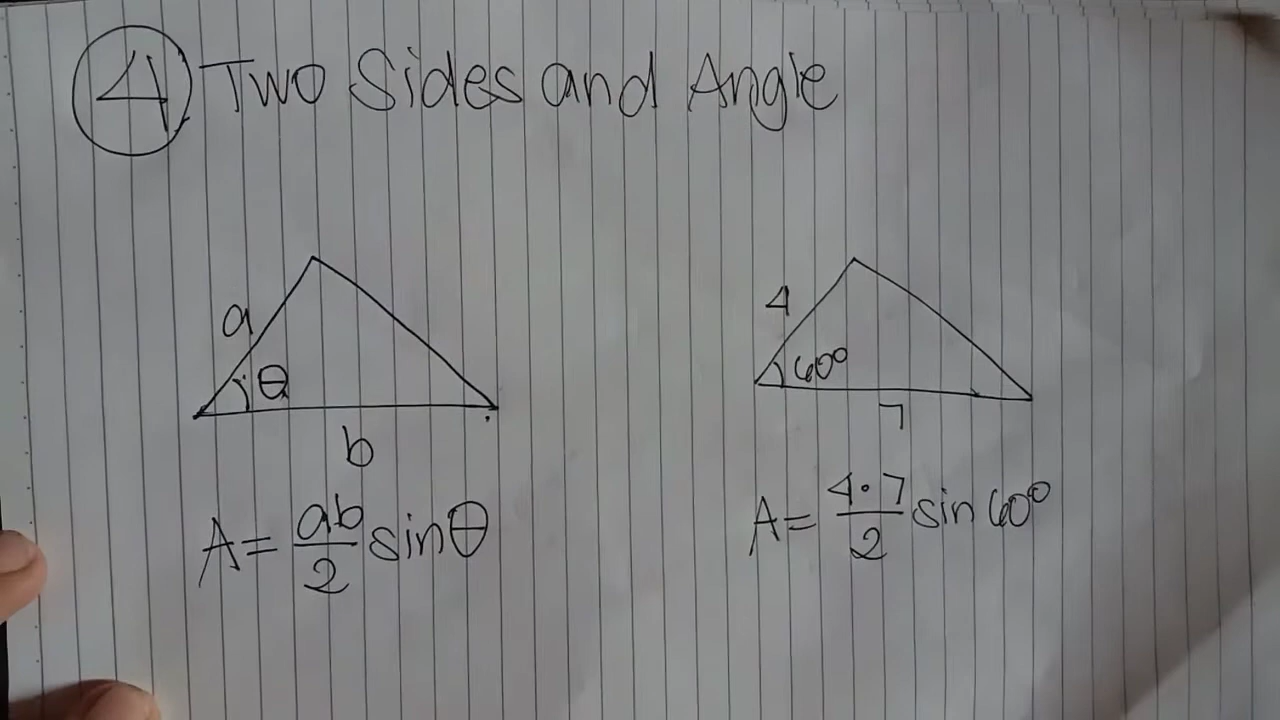 4 Two Sides and Angle
a
θ
b
A = ab/2 sinθ
4
60°
7
A = 4·7/2 sin 60°